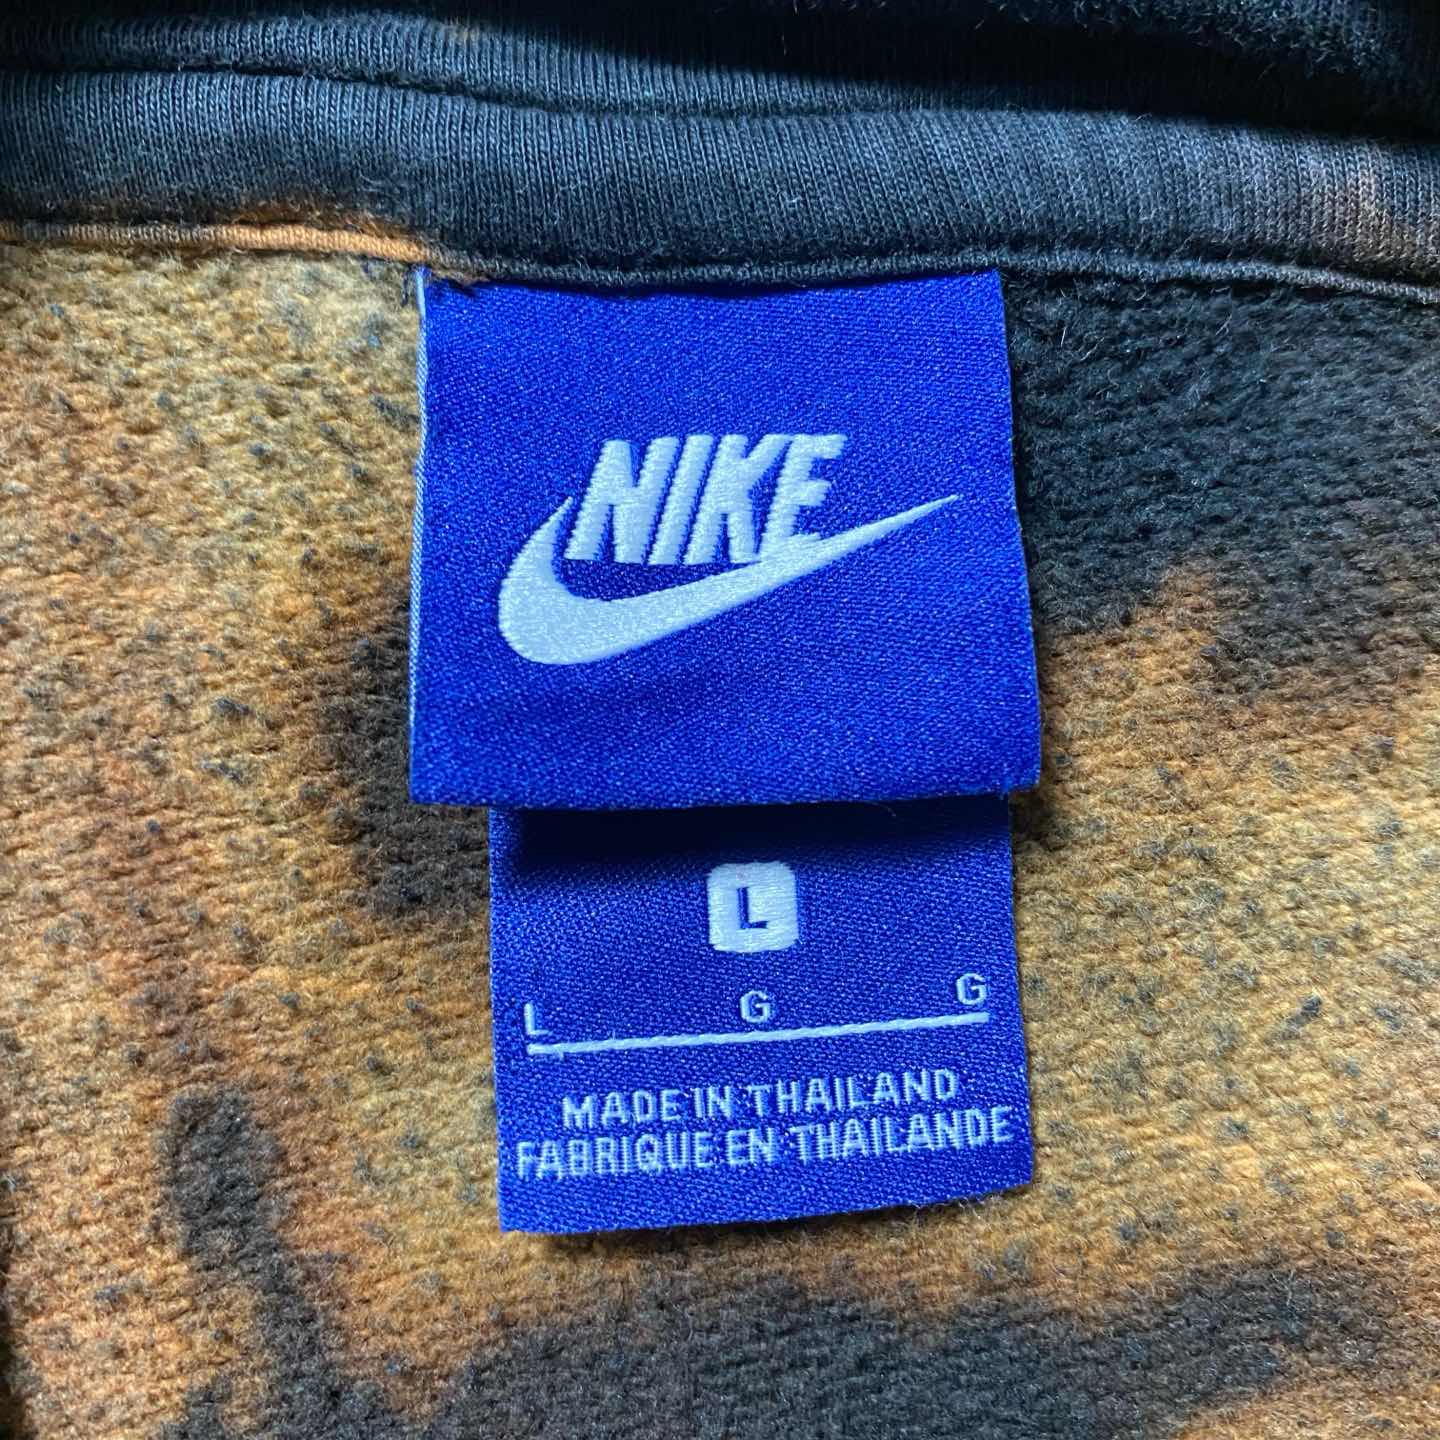 NIKE
L
L G G
MADE IN THAILAND
FABRIQUE EN THAILANDE